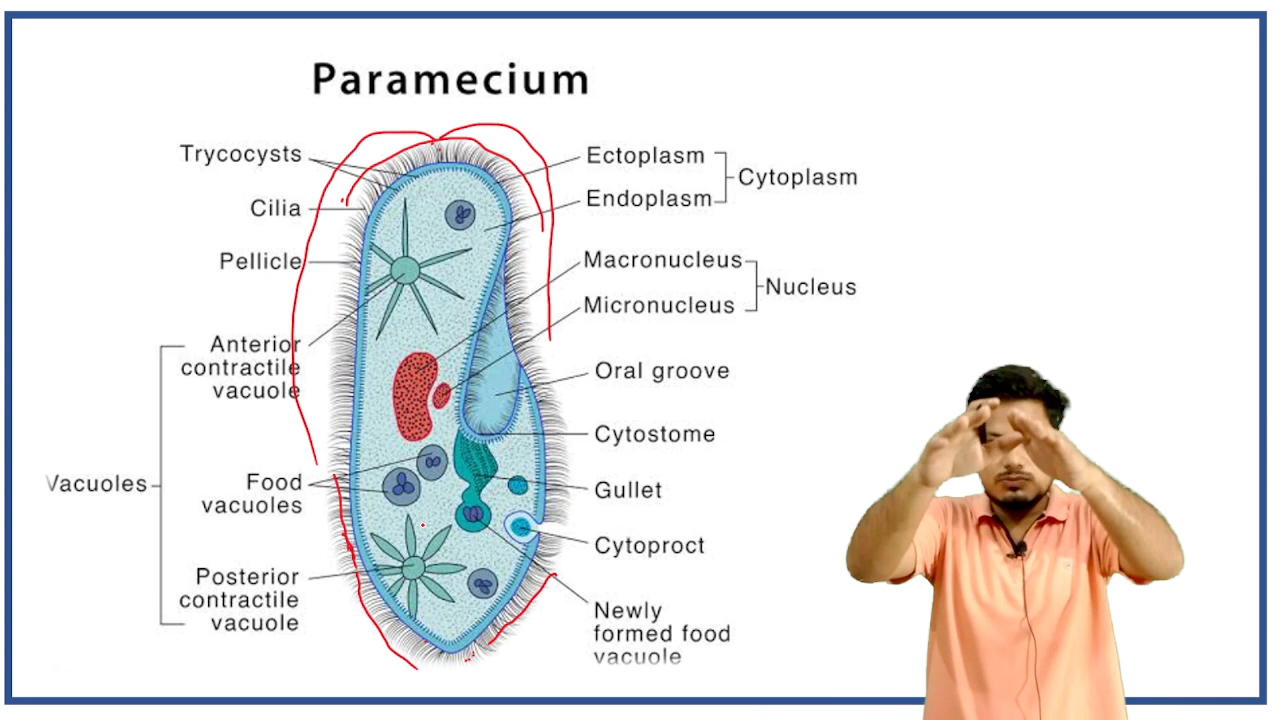 Paramecium
Trycocysts
Cilia
Pellicle
Anterior
contractile
vacuole
Vacuoles
Food
vacuoles
Posterior
contractile
vacuole
Ectoplasm
Endoplasm
Cytoplasm
Macronucleus
Micronucleus
Nucleus
Oral groove
Cytostome
Gullet
Cytoproct
Newly
formed food
vacuole